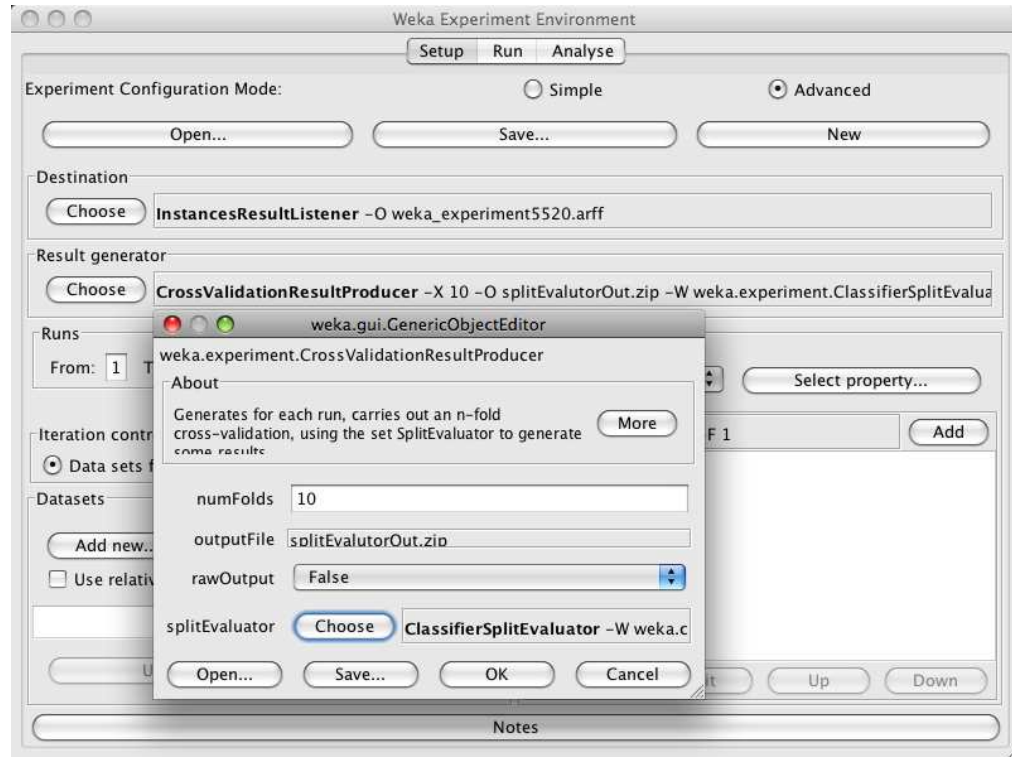 Weka Experiment Environment
Setup Run Analyse
Experiment Configuration Mode: Simple Advanced
Open... Save... New
Destination
Choose InstancesResultListener -O weka_experiment5520.arff
Result generator
Choose CrossValidationResultProducer -X 10 -O splitEvalutorOut.zip -W weka.experiment.ClassifierSplitEvalua
weka.gui.GenericObjectEditor
Runs
From: 1 T
Select property...
weka.experiment.CrossValidationResultProducer
About
Generates for each run, carries out an n-fold
cross-validation, using the set SplitEvaluator to generate
some results
More
Iteration contr
F 1 Add
Data sets f
Datasets
numFolds 10
Add new..
outputFile splitEvalutorOut.zip
Use relativ
rawOutput False
splitEvaluator Choose ClassifierSplitEvaluator -W weka.c
U
Open... Save... OK Cancel
it Up Down
Notes